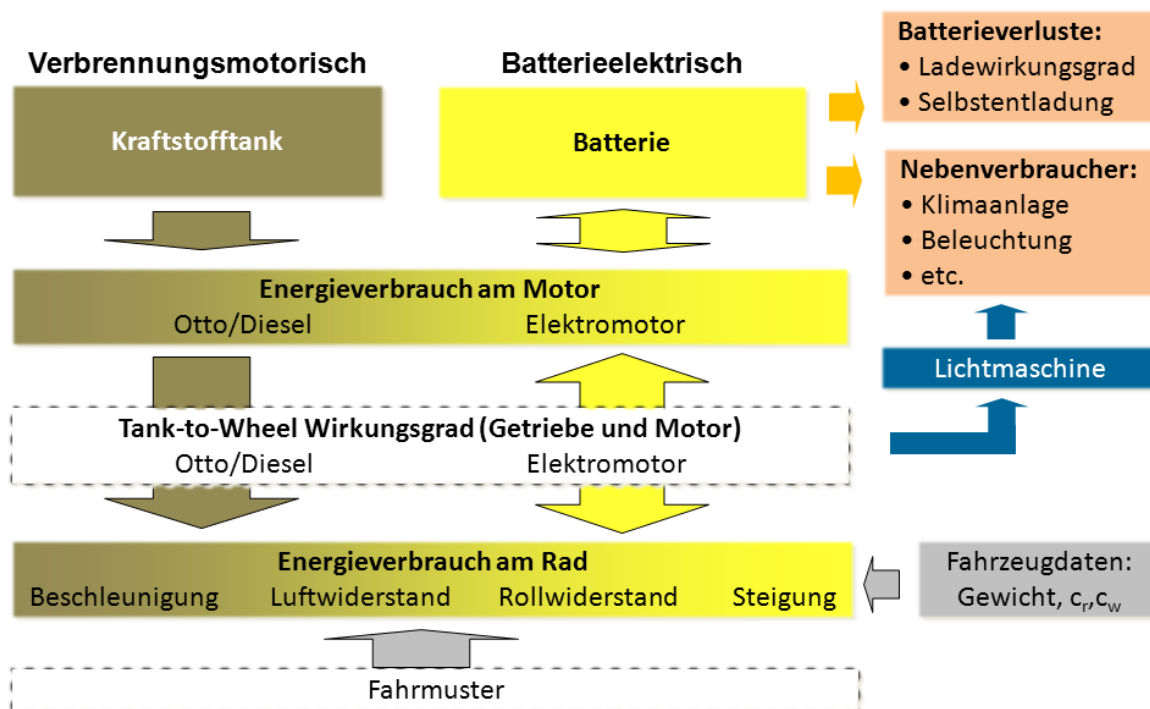 Verbrennungsmotorisch
Batterieelektrisch
Kraftstofftank
Batterie
Batterieverluste:
• Ladewirkungsgrad
• Selbstentladung
Nebenverbraucher:
• Klimaanlage
• Beleuchtung
• etc.
Energieverbrauch am Motor
Otto/Diesel
Elektromotor
Lichtmaschine
Tank-to-Wheel Wirkungsgrad (Getriebe und Motor)
Otto/Diesel
Elektromotor
Energieverbrauch am Rad
Beschleunigung Luftwiderstand Rollwiderstand Steigung
Fahrzeugdaten:
Gewicht, cr,cw
Fahrmuster